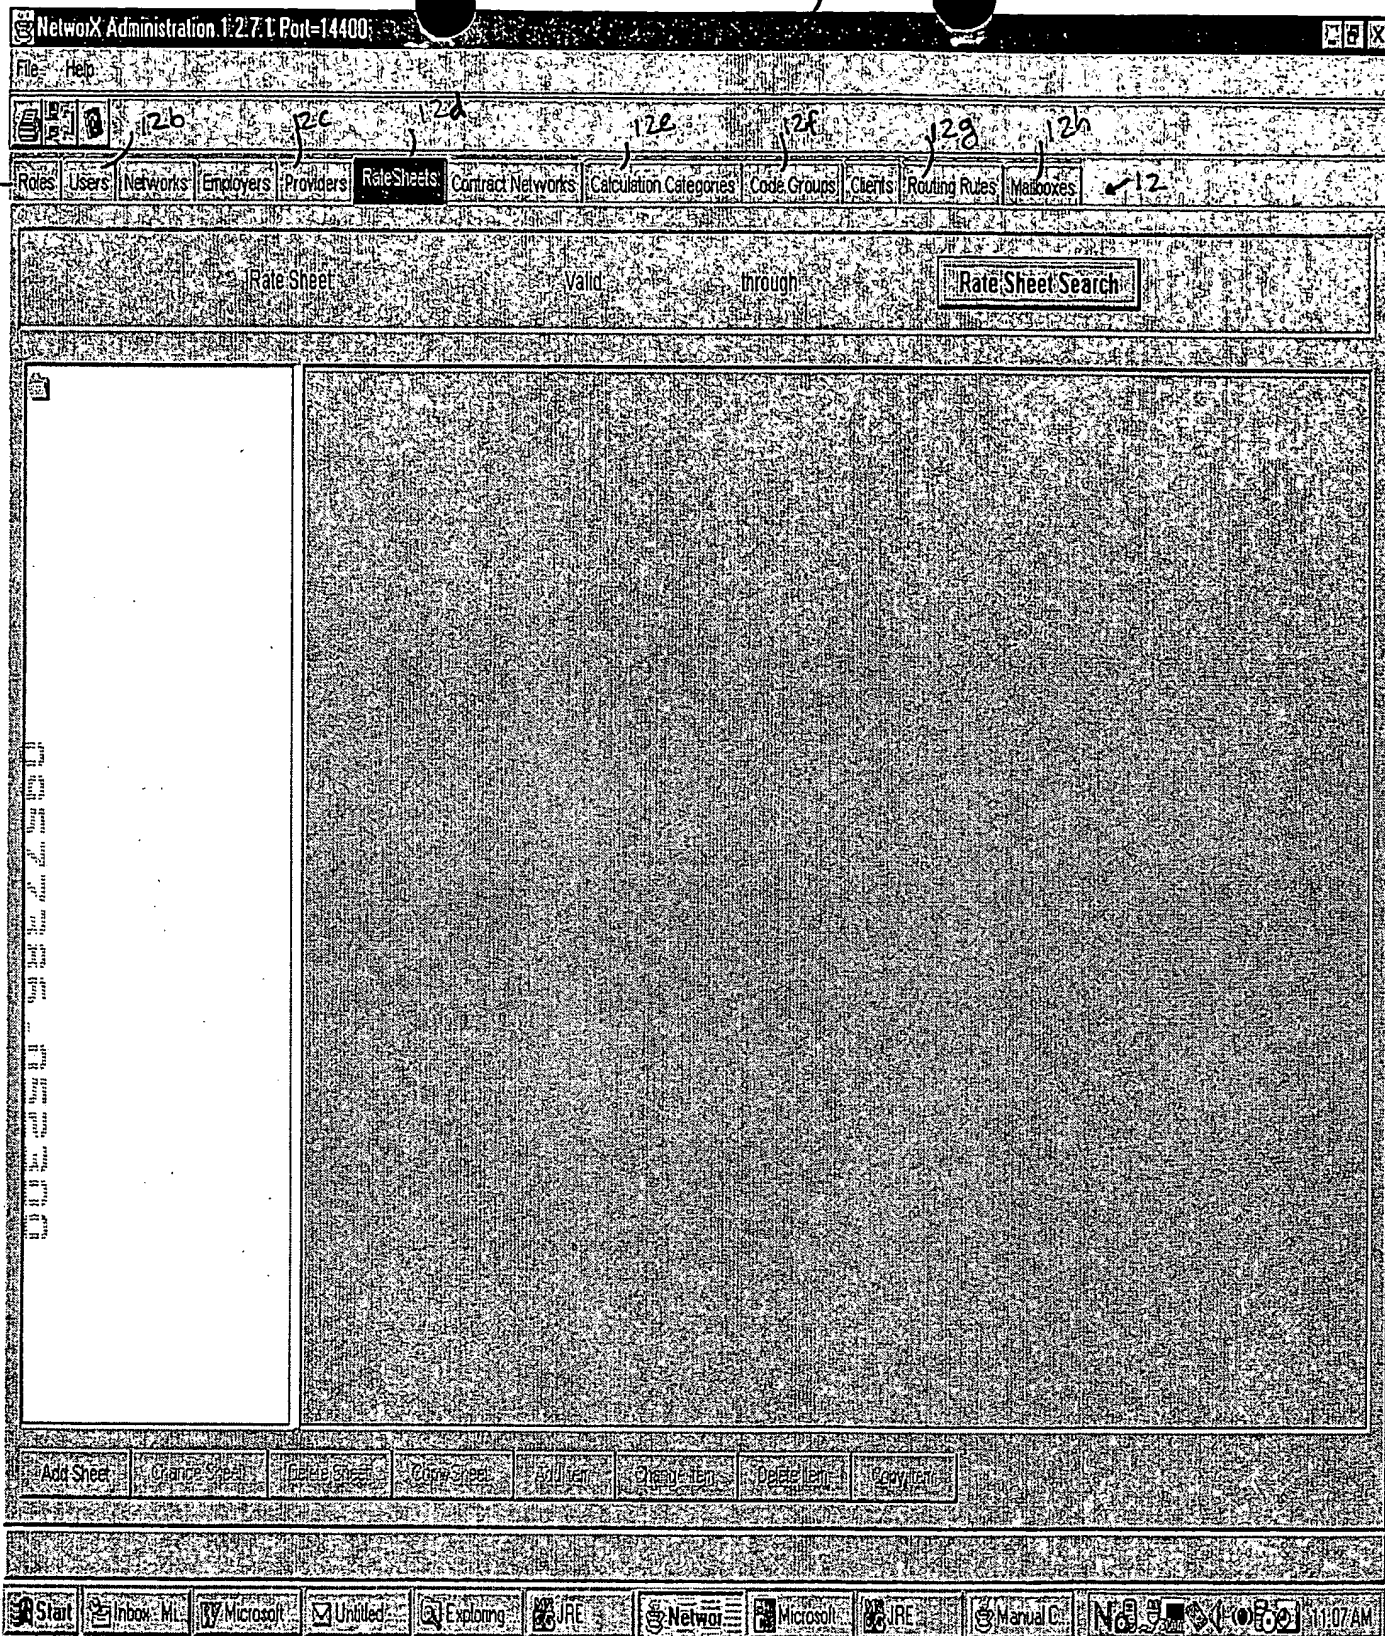 NetworX Administration 1.2.7.1 Port=14400
File Help
12b 12c 12d 12e 12f 12g 12h
Roles Users Networks Employers Providers RateSheets Contract Networks Calculation Categories Code Groups Clients Routing Rules Mailboxes 12
Rate Sheet Valid through Rate Sheet Search
09577386.052300
Add Sheet Change Sheet Delete Sheet Copy Sheet Add Item Change Item Delete Item Copy Item
Start Inbox - Mi... Microsoft... Untitled... Exploring... JRE Networ... Microsoft... JRE Manual C... 11:07 AM